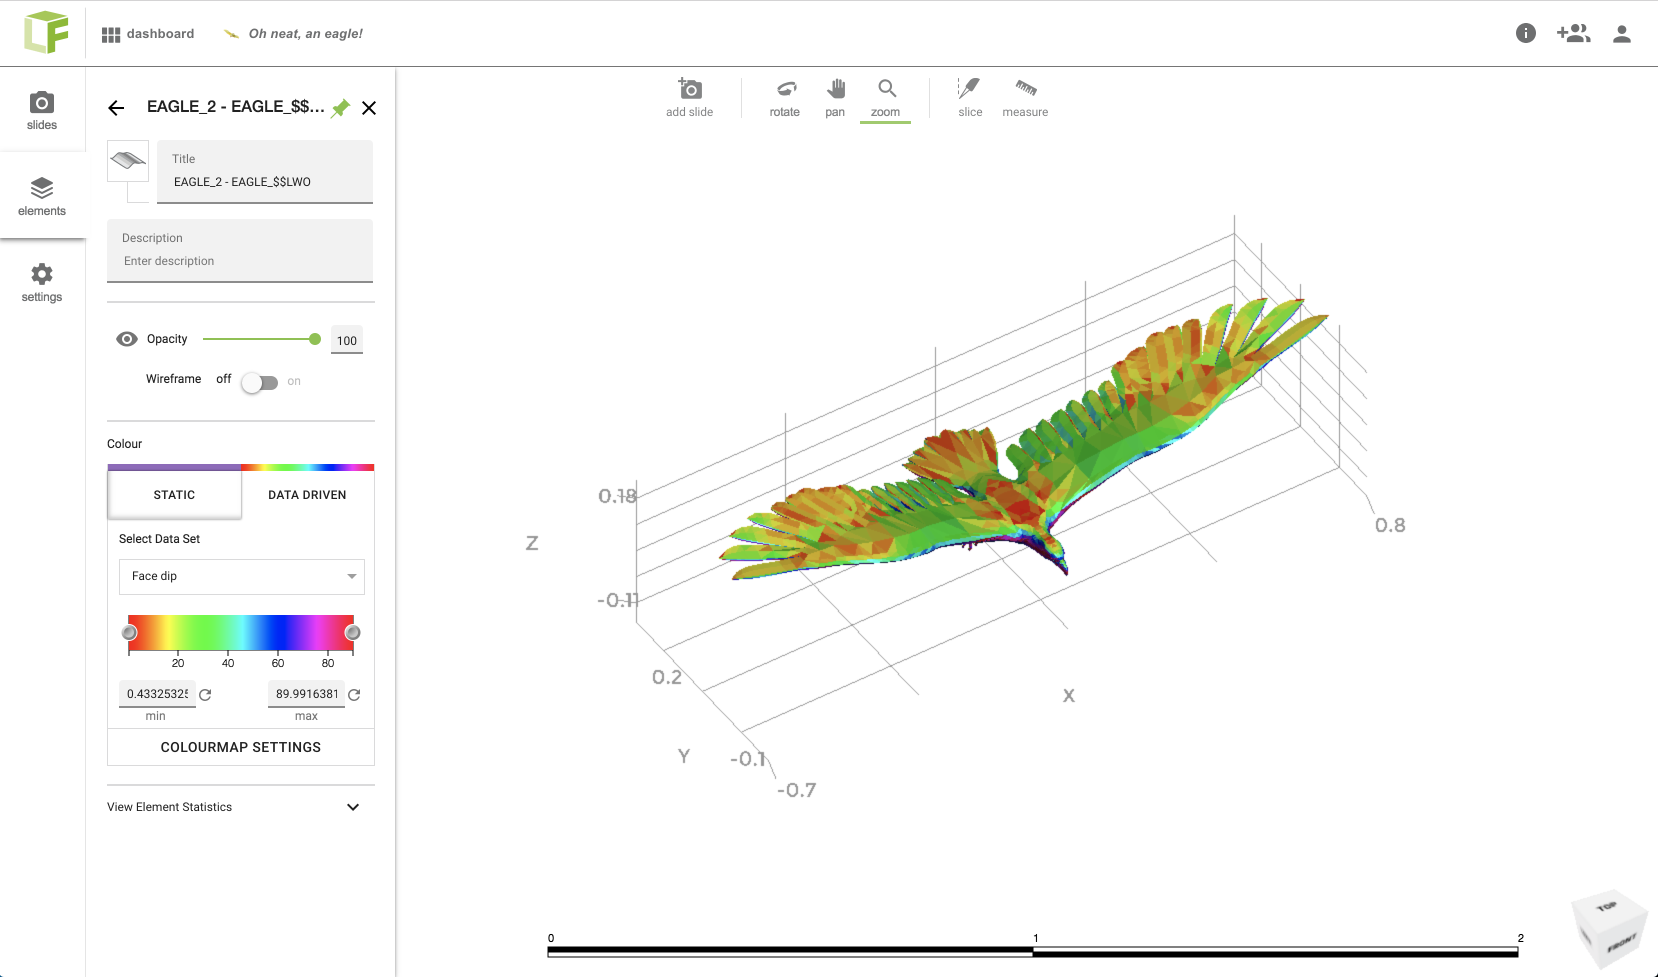 dashboard
Oh neat, an eagle!
slides
elements
settings
EAGLE_2 - EAGLE_$$...
Title
EAGLE_2 - EAGLE_$$LWO
Description
Enter description
Opacity
100
Wireframe off on
Colour
STATIC DATA DRIVEN
Select Data Set
Face dip
20 40 60 80
0.43325325 89.9916381
min max
COLOURMAP SETTINGS
View Element Statistics
add slide rotate pan zoom slice measure
0.18
Z
-0.11
0.2
Y
-0.1
-0.7
X
0.8
0 1 2
TOP
FRONT